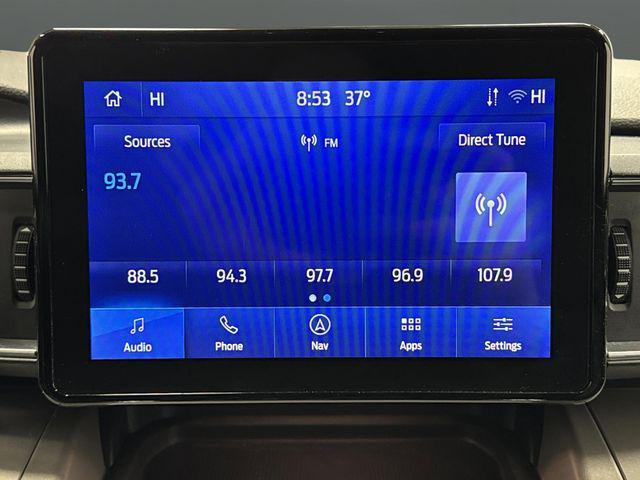 HI 8:53 37° HI
Sources FM Direct Tune
93.7
88.5 94.3 97.7 96.9 107.9
Audio Phone Nav Apps Settings